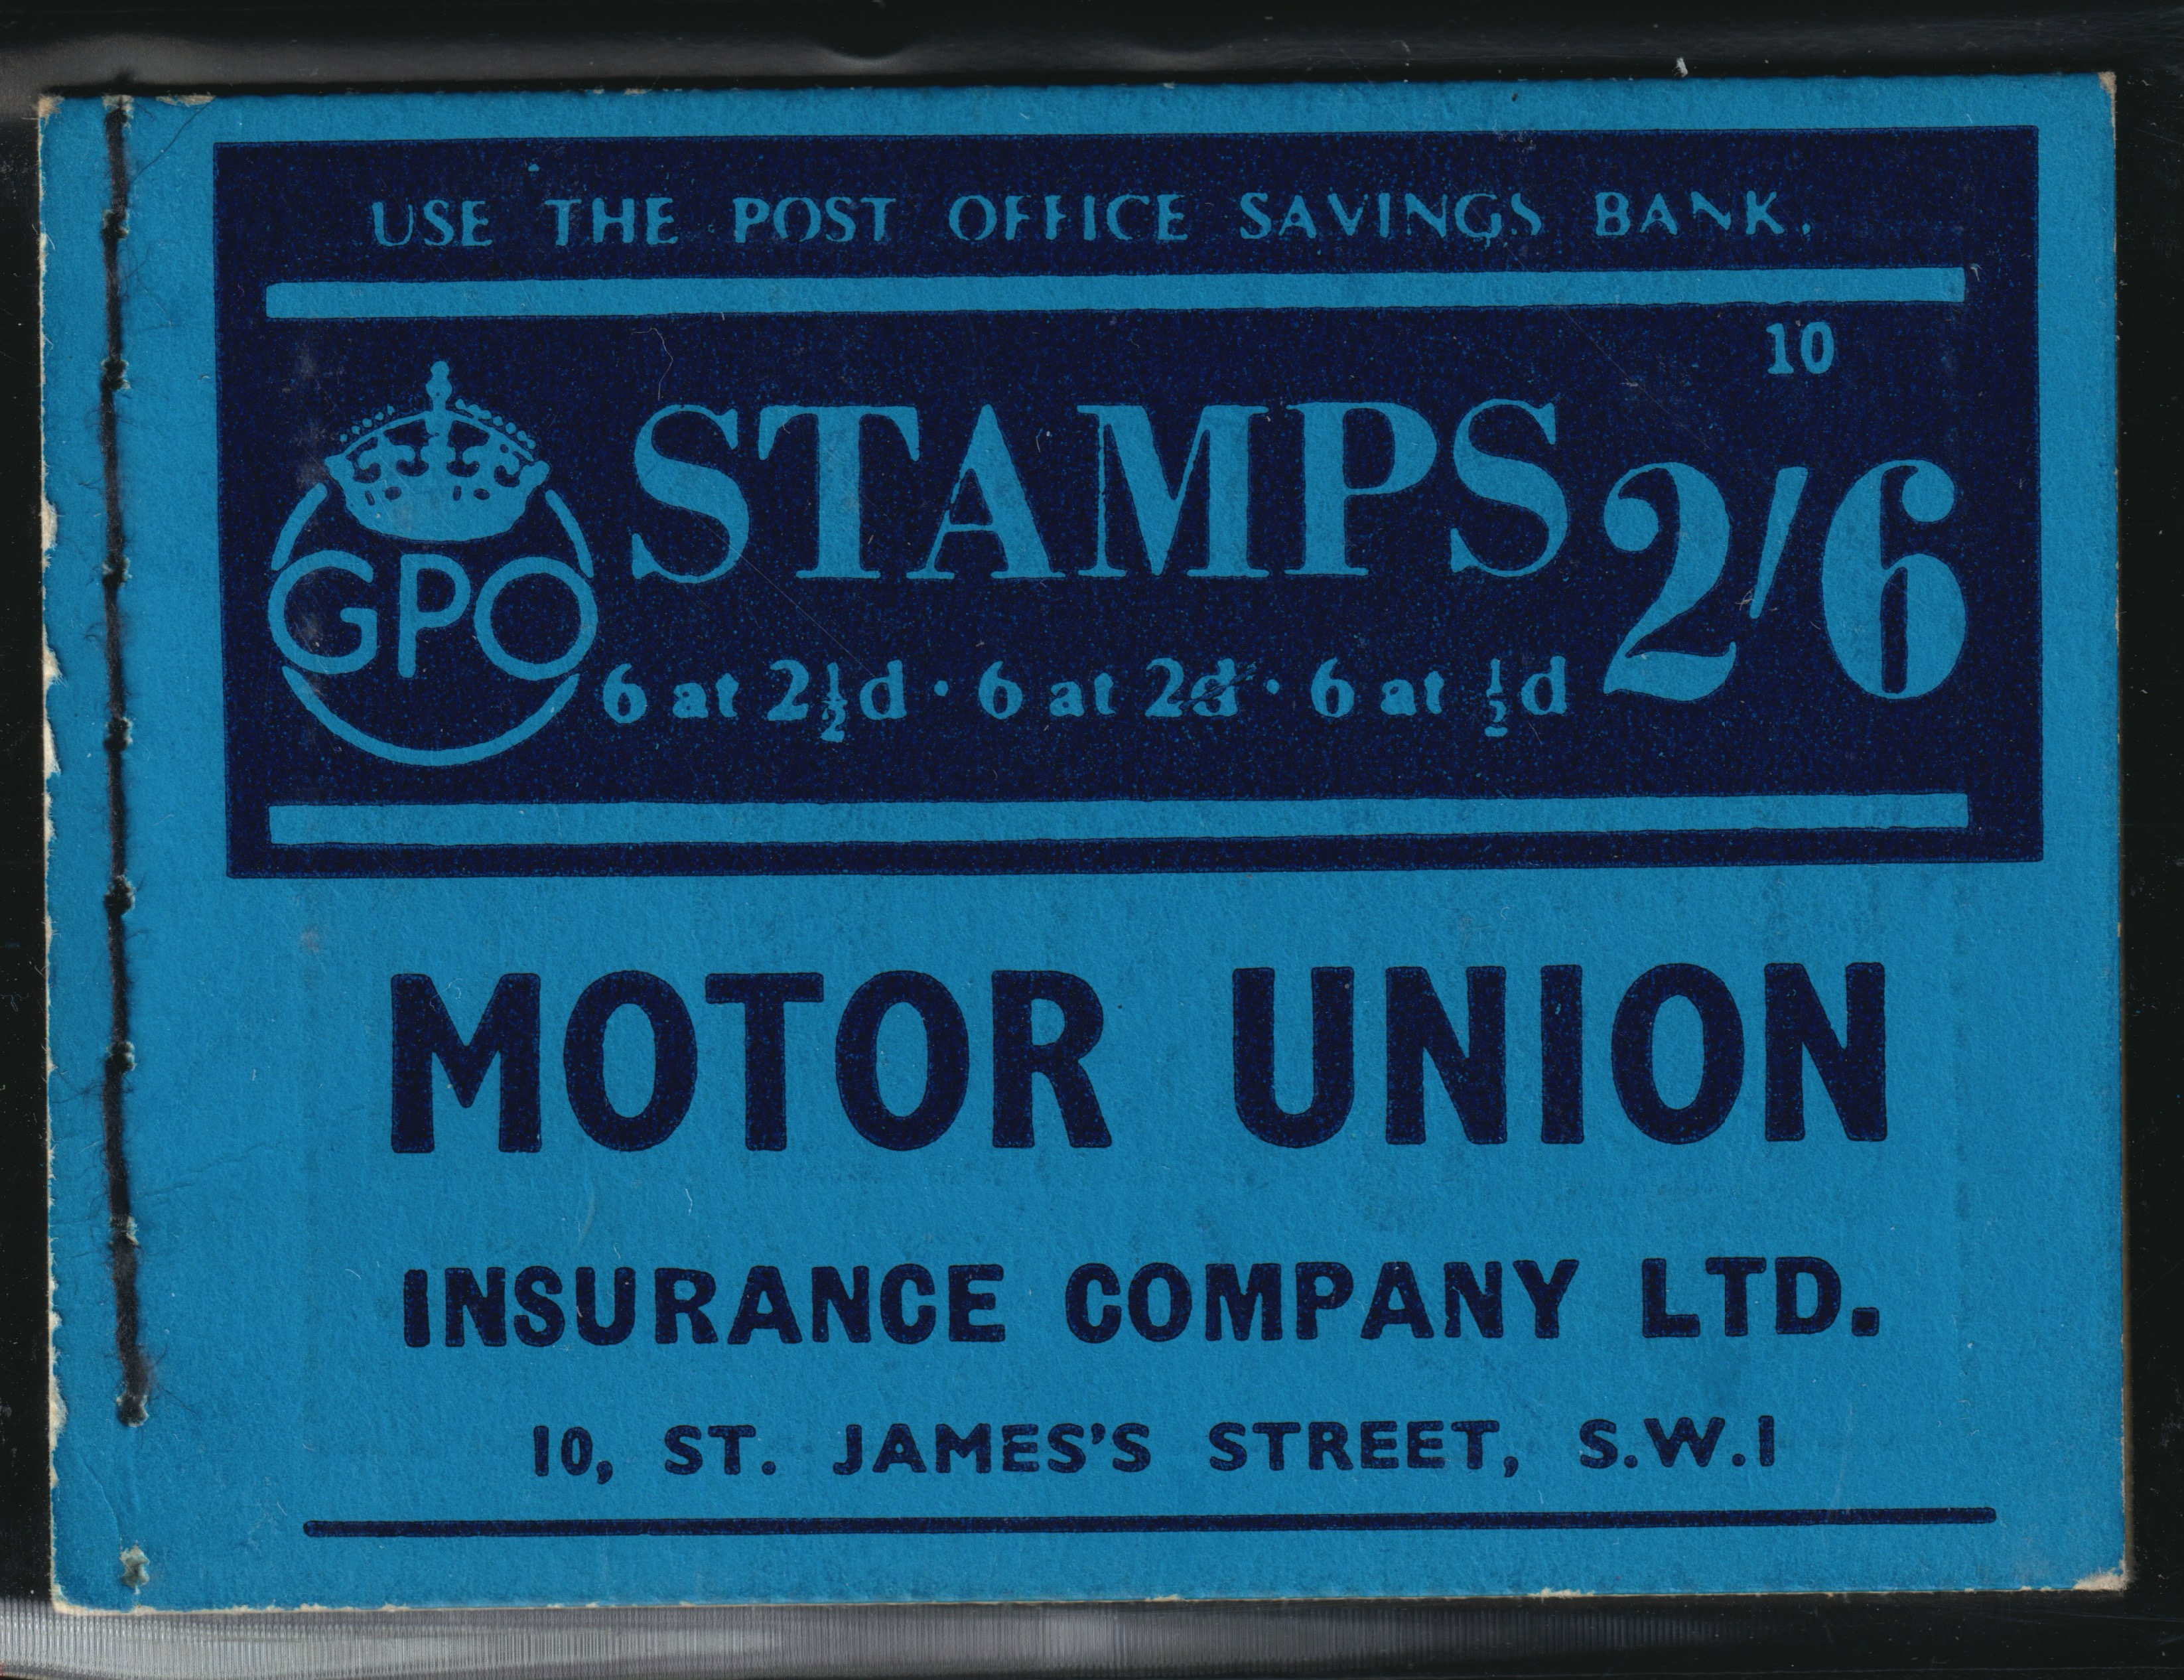 USE THE POST OFFICE SAVINGS BANK.
10
STAMPS 2/6
GPO
6 at 2½d · 6 at 2d · 6 at ½d
MOTOR UNION
INSURANCE COMPANY LTD.
10, ST. JAMES'S STREET, S.W.1